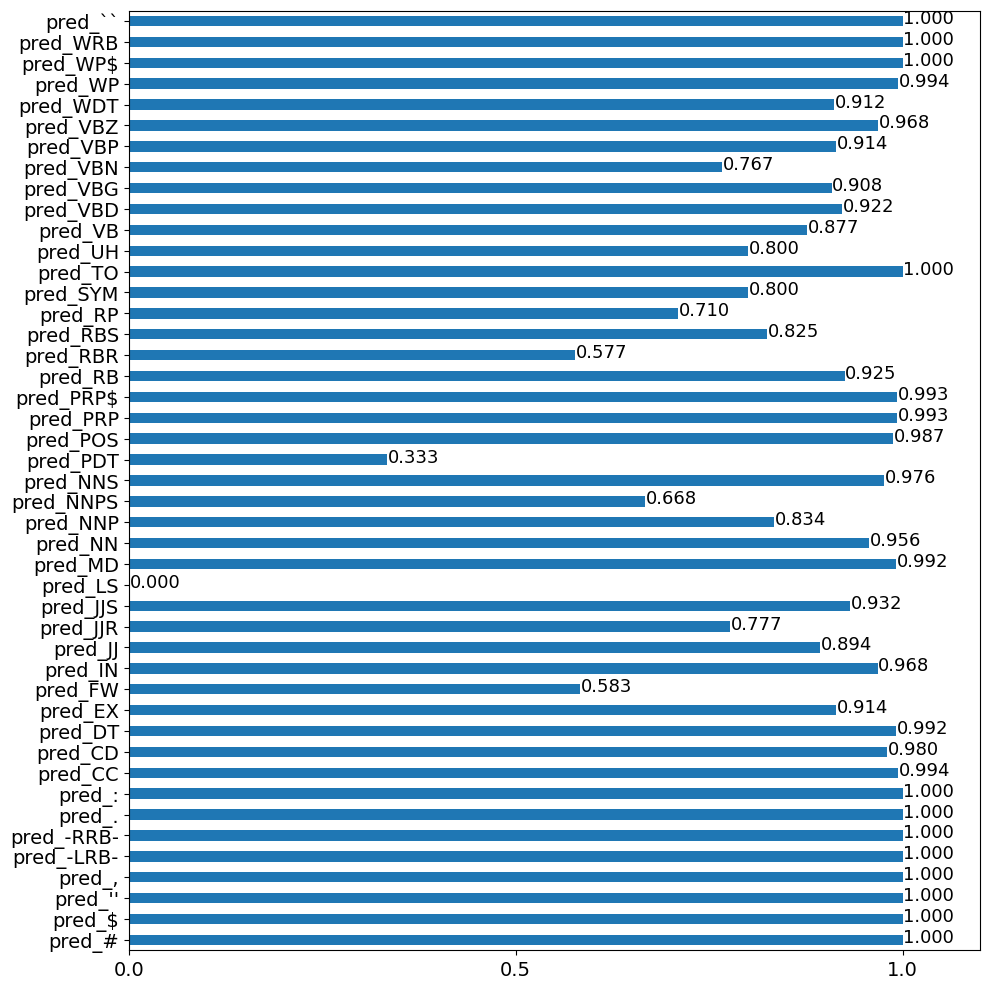 pred_`` 1.000
pred_WRB 1.000
pred_WP$ 1.000
pred_WP 0.994
pred_WDT 0.912
pred_VBZ 0.968
pred_VBP 0.914
pred_VBN 0.767
pred_VBG 0.908
pred_VBD 0.922
pred_VB 0.877
pred_UH 0.800
pred_TO 1.000
pred_SYM 0.800
pred_RP 0.710
pred_RBS 0.825
pred_RBR 0.577
pred_RB 0.925
pred_PRP$ 0.993
pred_PRP 0.993
pred_POS 0.987
pred_PDT 0.333
pred_NNS 0.976
pred_NNPS 0.668
pred_NNP 0.834
pred_NN 0.956
pred_MD 0.992
pred_LS 0.000
pred_JJS 0.932
pred_JJR 0.777
pred_JJ 0.894
pred_IN 0.968
pred_FW 0.583
pred_EX 0.914
pred_DT 0.992
pred_CD 0.980
pred_CC 0.994
pred_: 1.000
pred_. 1.000
pred_-RRB- 1.000
pred_-LRB- 1.000
pred_, 1.000
pred_'' 1.000
pred_$ 1.000
pred_# 1.000
0.0 0.5 1.0